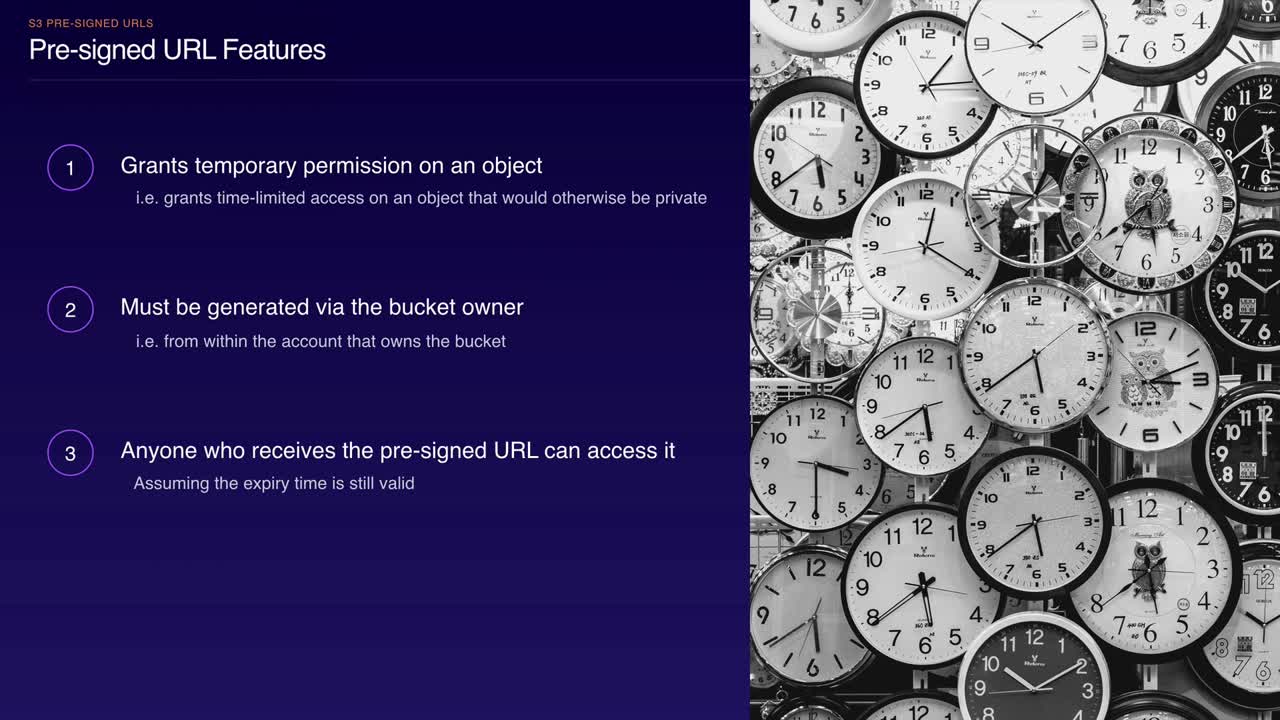 S3 PRE-SIGNED URLS
Pre-signed URL Features
1
Grants temporary permission on an object
i.e. grants time-limited access on an object that would otherwise be private
2
Must be generated via the bucket owner
i.e. from within the account that owns the bucket
3
Anyone who receives the pre-signed URL can access it
Assuming the expiry time is still valid